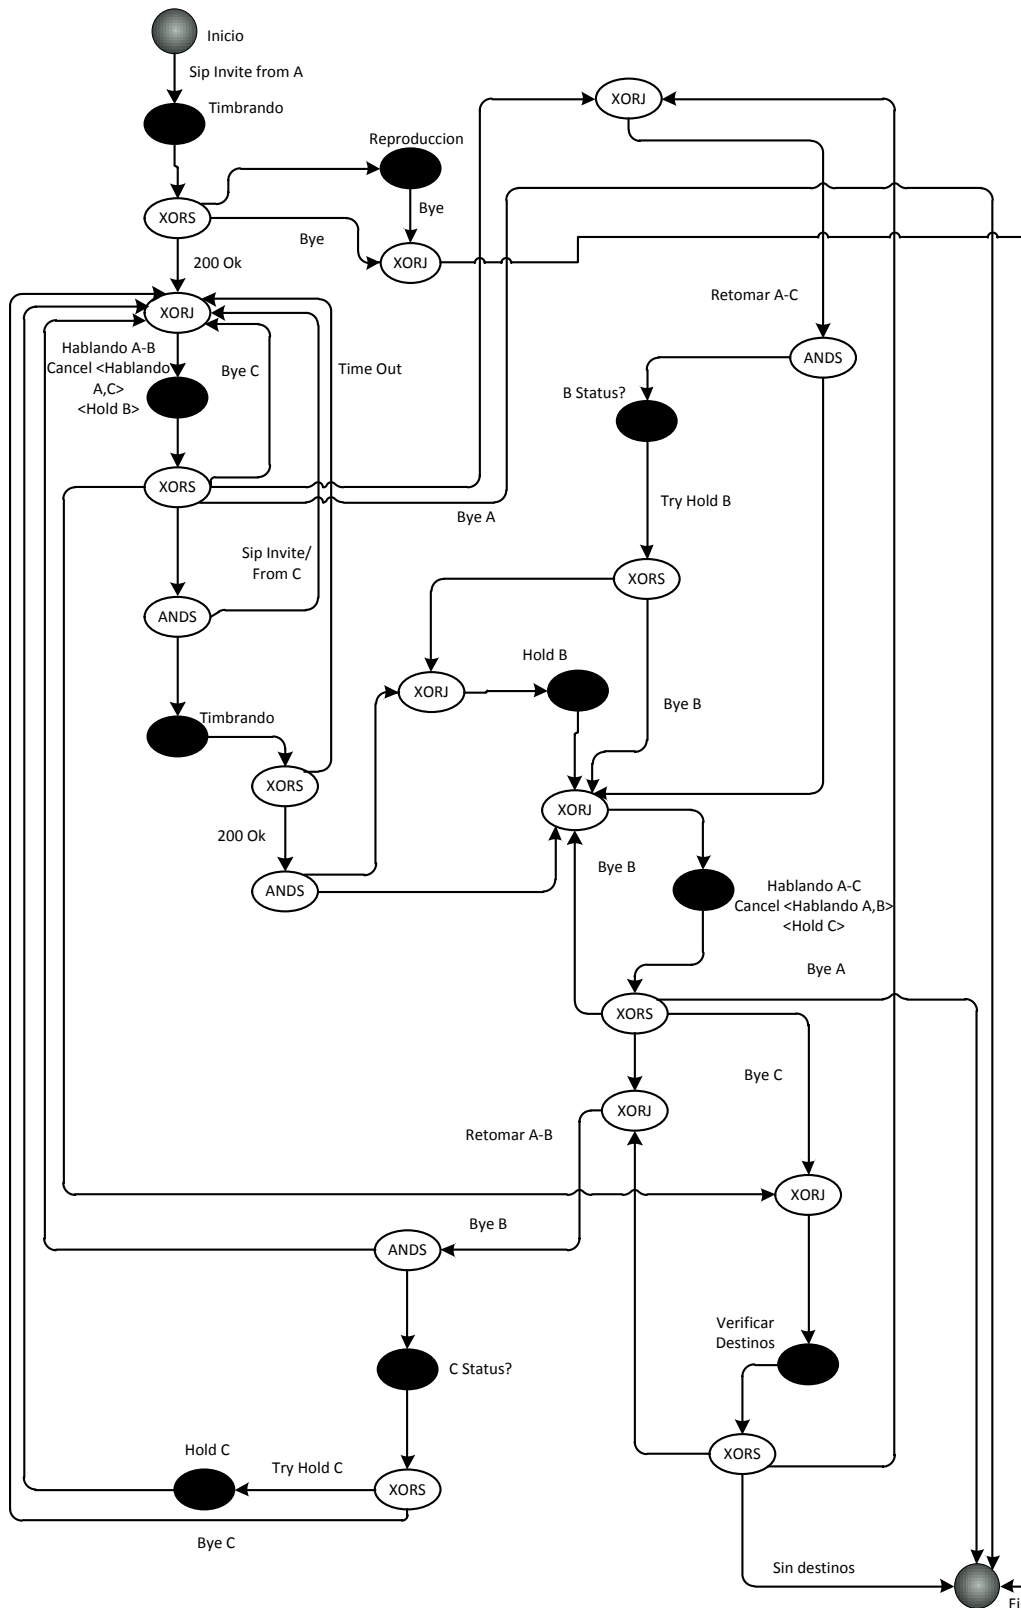 Inicio
Sip Invite from A
Timbrando
XORJ
Reproduccion
XORS
Bye
Bye
XORJ
200 Ok
Retomar A-C
XORJ
Hablando A-B
Cancel <Hablando
A,C>
<Hold B>
Bye C
Time Out
ANDS
B Status?
XORS
Bye A
Try Hold B
Sip Invite/
From C
XORS
ANDS
Hold B
XORJ
Bye B
Timbrando
XORS
XORJ
200 Ok
Bye B
ANDS
Hablando A-C
Cancel <Hablando A,B>
<Hold C>
Bye A
XORS
Bye C
XORJ
Retomar A-B
XORJ
Bye B
ANDS
Verificar
Destinos
C Status?
Hold C
Try Hold C
XORS
XORS
Bye C
Sin destinos
Fi